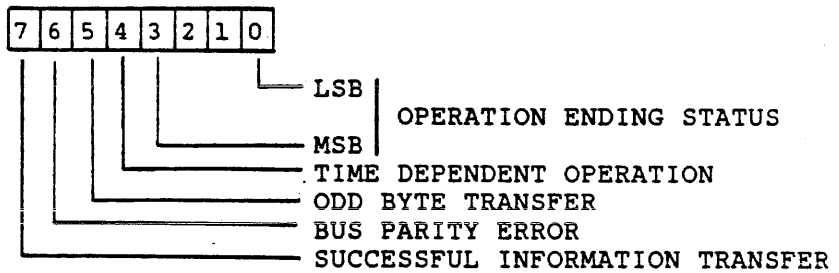 7 6 5 4 3 2 1 0
LSB
OPERATION ENDING STATUS
MSB
TIME DEPENDENT OPERATION
ODD BYTE TRANSFER
BUS PARITY ERROR
SUCCESSFUL INFORMATION TRANSFER